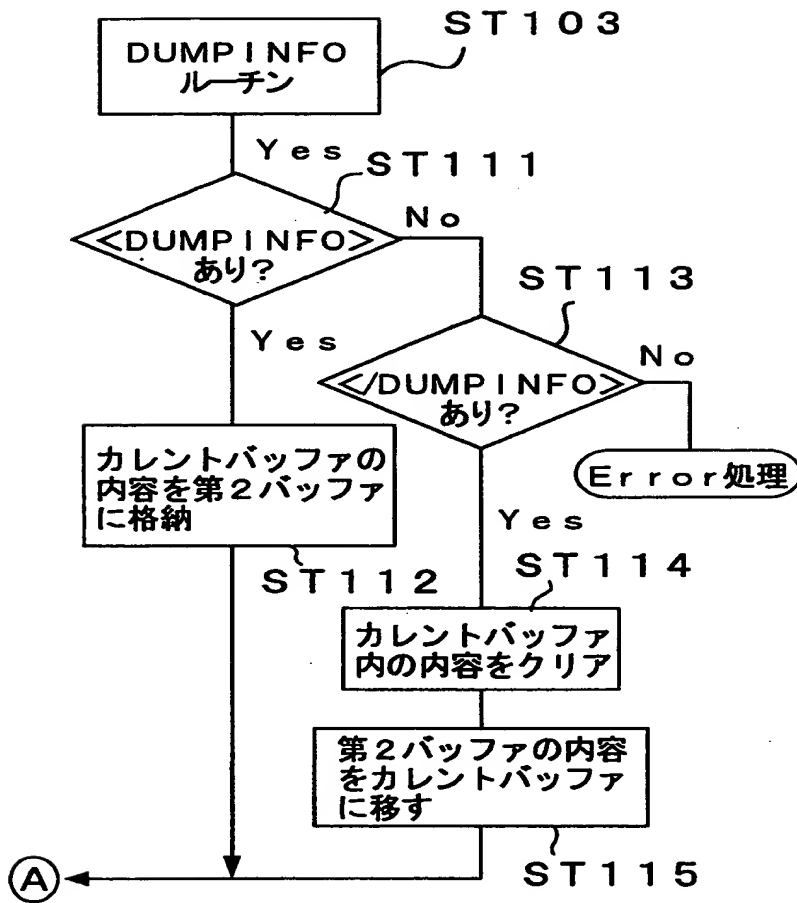 ST103
DUMPINFO
ルーチン
Yes
ST111
<DUMPINFO>
あり?
No
ST113
Yes
</DUMPINFO>
あり?
No
カレントバッファの
内容を第2バッファ
に格納
Error処理
Yes
ST112
ST114
カレントバッファ
内の内容をクリア
第2バッファの内容
をカレントバッファ
に移す
A
ST115